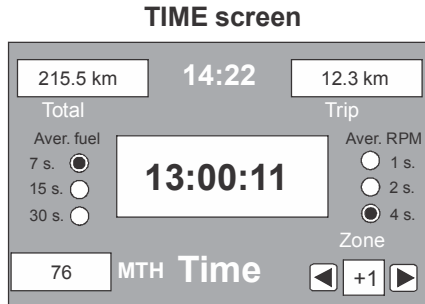 TIME screen
215.5 km
14:22
12.3 km
Total
Trip
Aver. fuel
Aver. RPM
7 s.
15 s.
30 s.
13:00:11
1 s.
2 s.
4 s.
Zone
76
MTH
Time
+1